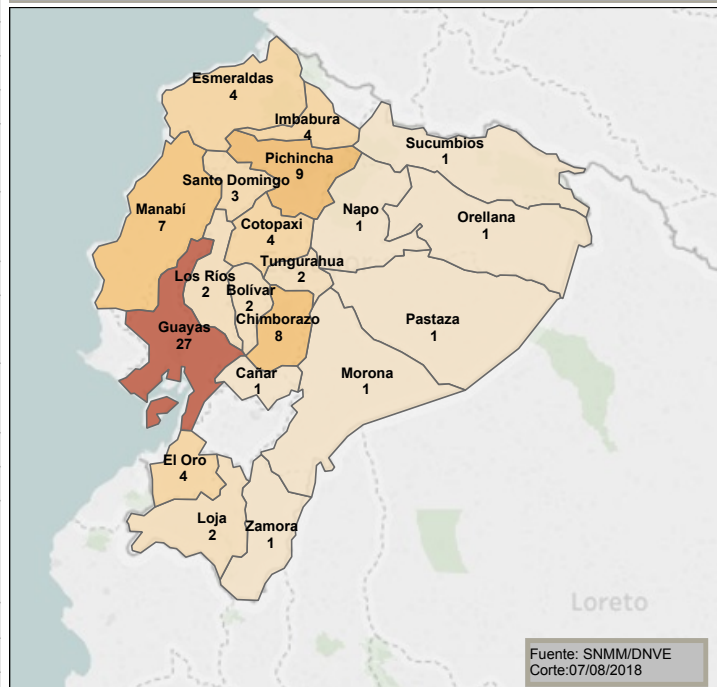 Esmeraldas
4
Imbabura
4
Sucumbíos
1
Pichincha
9
Santo Domingo
3
Manabí
7
Napo
1
Orellana
1
Cotopaxi
4
Tungurahua
2
Los Ríos
2
Bolívar
2
Chimborazo
8
Guayas
27
Pastaza
1
Cañar
1
Morona
1
El Oro
4
Loja
2
Zamora
1
Loreto
Fuente: SNMM/DNVE
Corte:07/08/2018